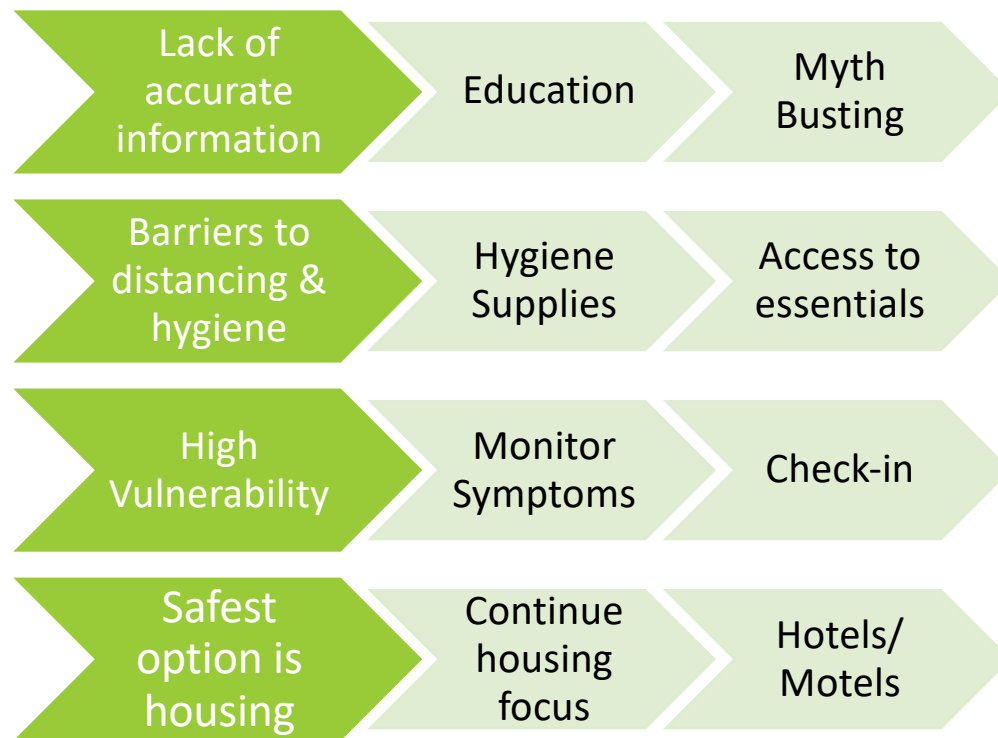 Lack of
accurate
information
Education
Myth
Busting
Barriers to
distancing &
hygiene
Hygiene
Supplies
Access to
essentials
High
Vulnerability
Monitor
Symptoms
Check-in
Safest
option is
housing
Continue
housing
focus
Hotels/
Motels